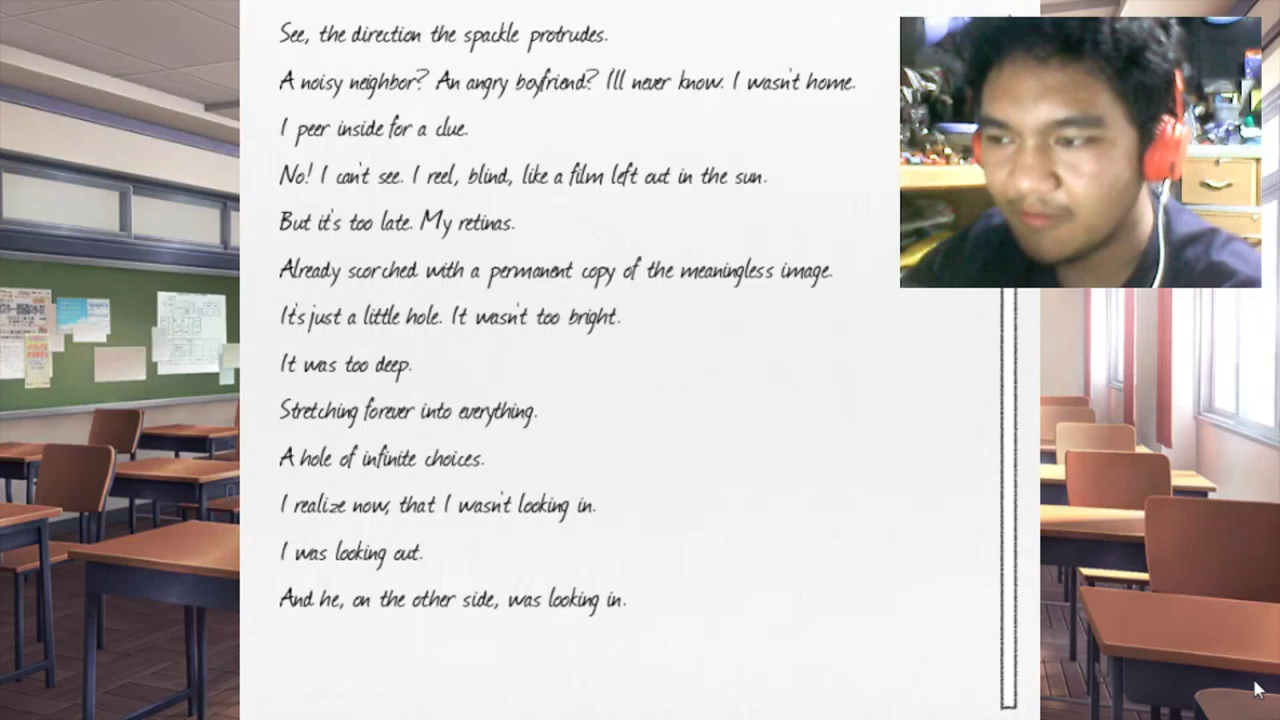 See, the direction the spackle protrudes.
A noisy neighbor? An angry boyfriend? I'll never know. I wasn't home.
I peer inside for a clue.
No! I can't see. I reel, blind, like a film left out in the sun.
But it's too late. My retinas.
Already scorched with a permanent copy of the meaningless image.
It's just a little hole. It wasn't too bright.
It was too deep.
Stretching forever into everything.
A hole of infinite choices.
I realize now, that I wasn't looking in.
I was looking out.
And he, on the other side, was looking in.